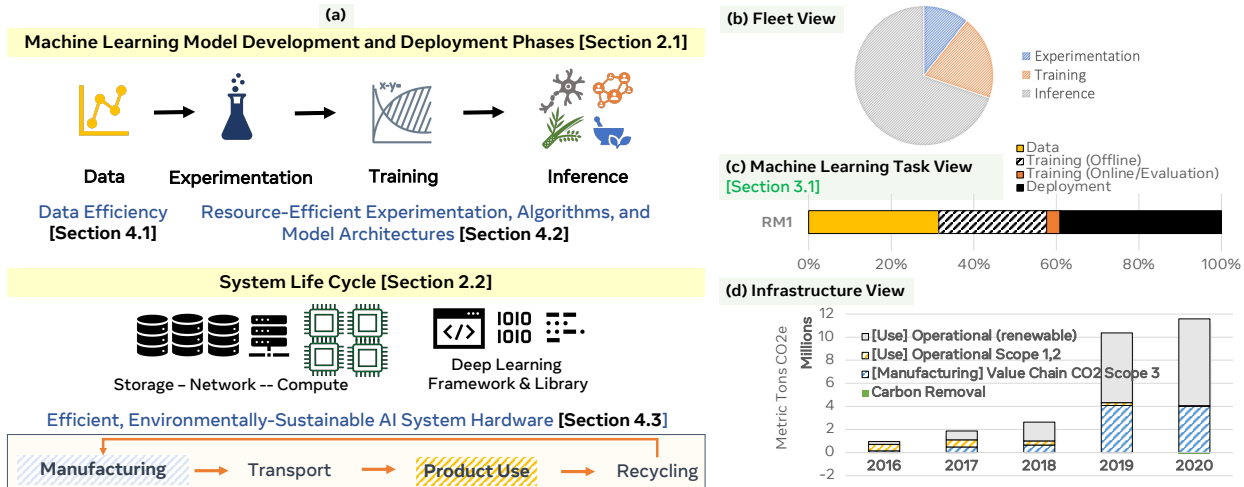 (a)
Machine Learning Model Development and Deployment Phases [Section 2.1]
x-y=
Data
Experimentation
Training
Inference
Data Efficiency
[Section 4.1]
Resource-Efficient Experimentation, Algorithms, and
Model Architectures [Section 4.2]
System Life Cycle [Section 2.2]
</>
1010
1010
Storage – Network -- Compute
Deep Learning
Framework & Library
Efficient, Environmentally-Sustainable AI System Hardware [Section 4.3]
Manufacturing
Transport
Product Use
Recycling
(b) Fleet View
Experimentation
Training
Inference
(c) Machine Learning Task View
[Section 3.1]
Data
Training (Offline)
Training (Online/Evaluation)
Deployment
RM1
0% 20% 40% 60% 80% 100%
(d) Infrastructure View
Metric Tons CO2e
Millions
12
10
8
6
4
2
0
-2
[Use] Operational (renewable)
[Use] Operational Scope 1,2
[Manufacturing] Value Chain CO2 Scope 3
Carbon Removal
2016 2017 2018 2019 2020